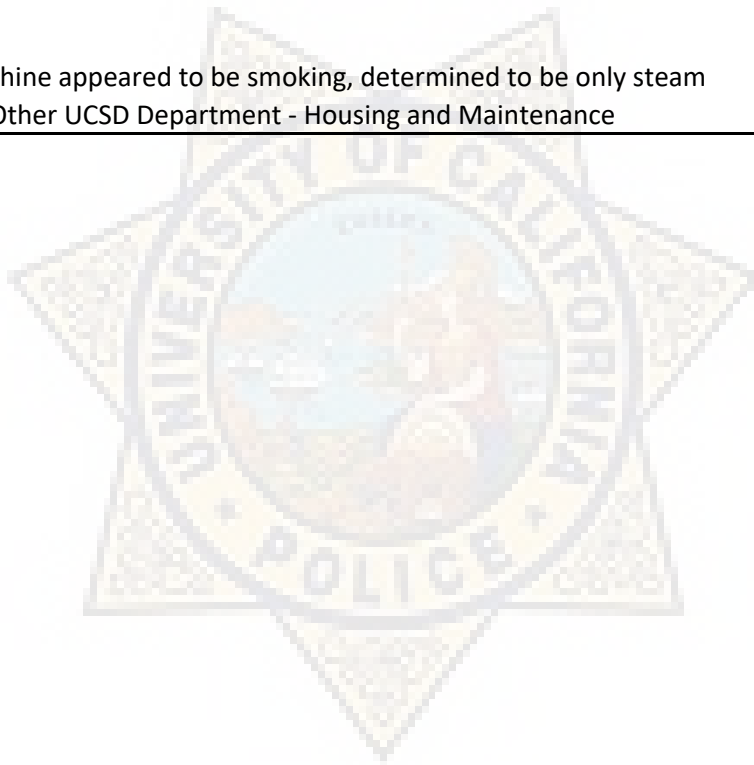 hine appeared to be smoking, determined to be only steam
Other UCSD Department - Housing and Maintenance
UNIVERSITY OF CALIFORNIA
POLICE